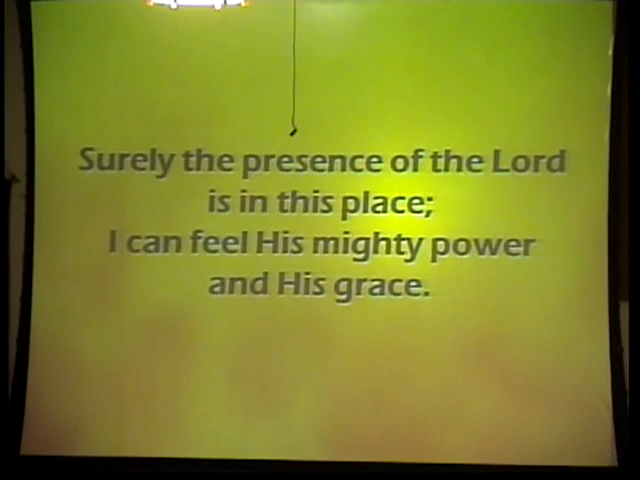 Surely the presence of the Lord
is in this place;
I can feel His mighty power
and His grace.